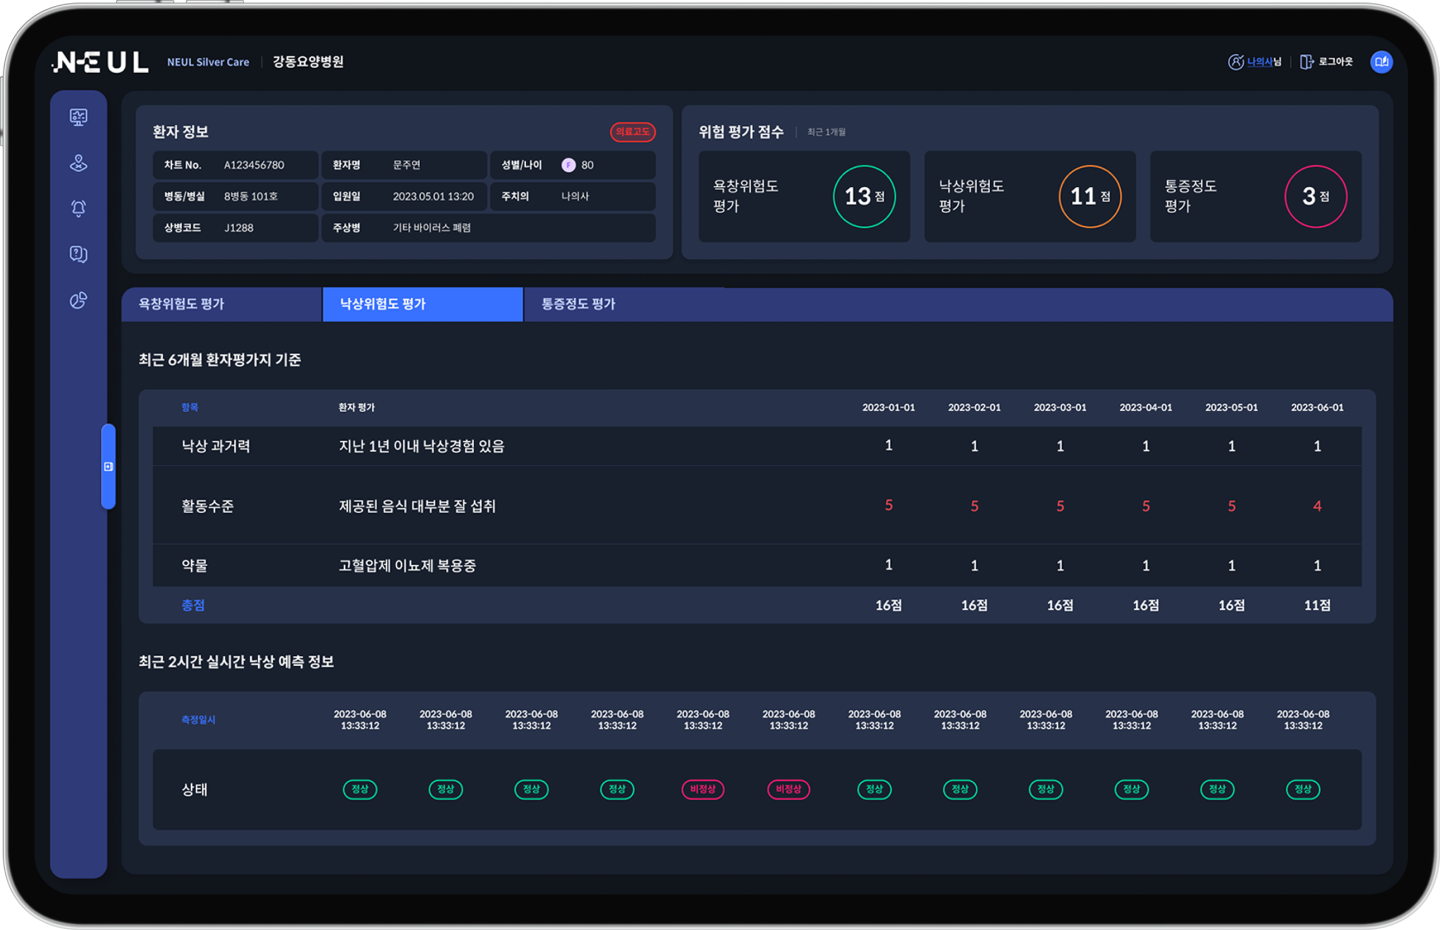 NEUL NEUL Silver Care 강동요양병원 나의사님 로그아웃
환자 정보 의료고도
차트 No. A123456780 환자명 문주연 성별/나이 F 80
병동/병실 8병동 101호 입원일 2023.05.01 13:20 주치의 나의사
상병코드 J1288 주상병 기타 바이러스 폐렴
위험 평가 점수 최근 1개월
욕창위험도
평가
13점
낙상위험도
평가
11점
통증정도
평가
3점
욕창위험도 평가 낙상위험도 평가 통증정도 평가
최근 6개월 환자평가지 기준
항목 환자 평가 2023-01-01 2023-02-01 2023-03-01 2023-04-01 2023-05-01 2023-06-01
낙상 과거력 지난 1년 이내 낙상경험 있음 1 1 1 1 1 1
활동수준 제공된 음식 대부분 잘 섭취 5 5 5 5 5 4
약물 고혈압제 이뇨제 복용중 1 1 1 1 1 1
총점 16점 16점 16점 16점 16점 11점
최근 2시간 실시간 낙상 예측 정보
측정일시 2023-06-08 2023-06-08 2023-06-08 2023-06-08 2023-06-08 2023-06-08 2023-06-08 2023-06-08 2023-06-08 2023-06-08 2023-06-08 2023-06-08
13:33:12 13:33:12 13:33:12 13:33:12 13:33:12 13:33:12 13:33:12 13:33:12 13:33:12 13:33:12 13:33:12 13:33:12
상태 정상 정상 정상 정상 비정상 비정상 정상 정상 정상 정상 정상 정상